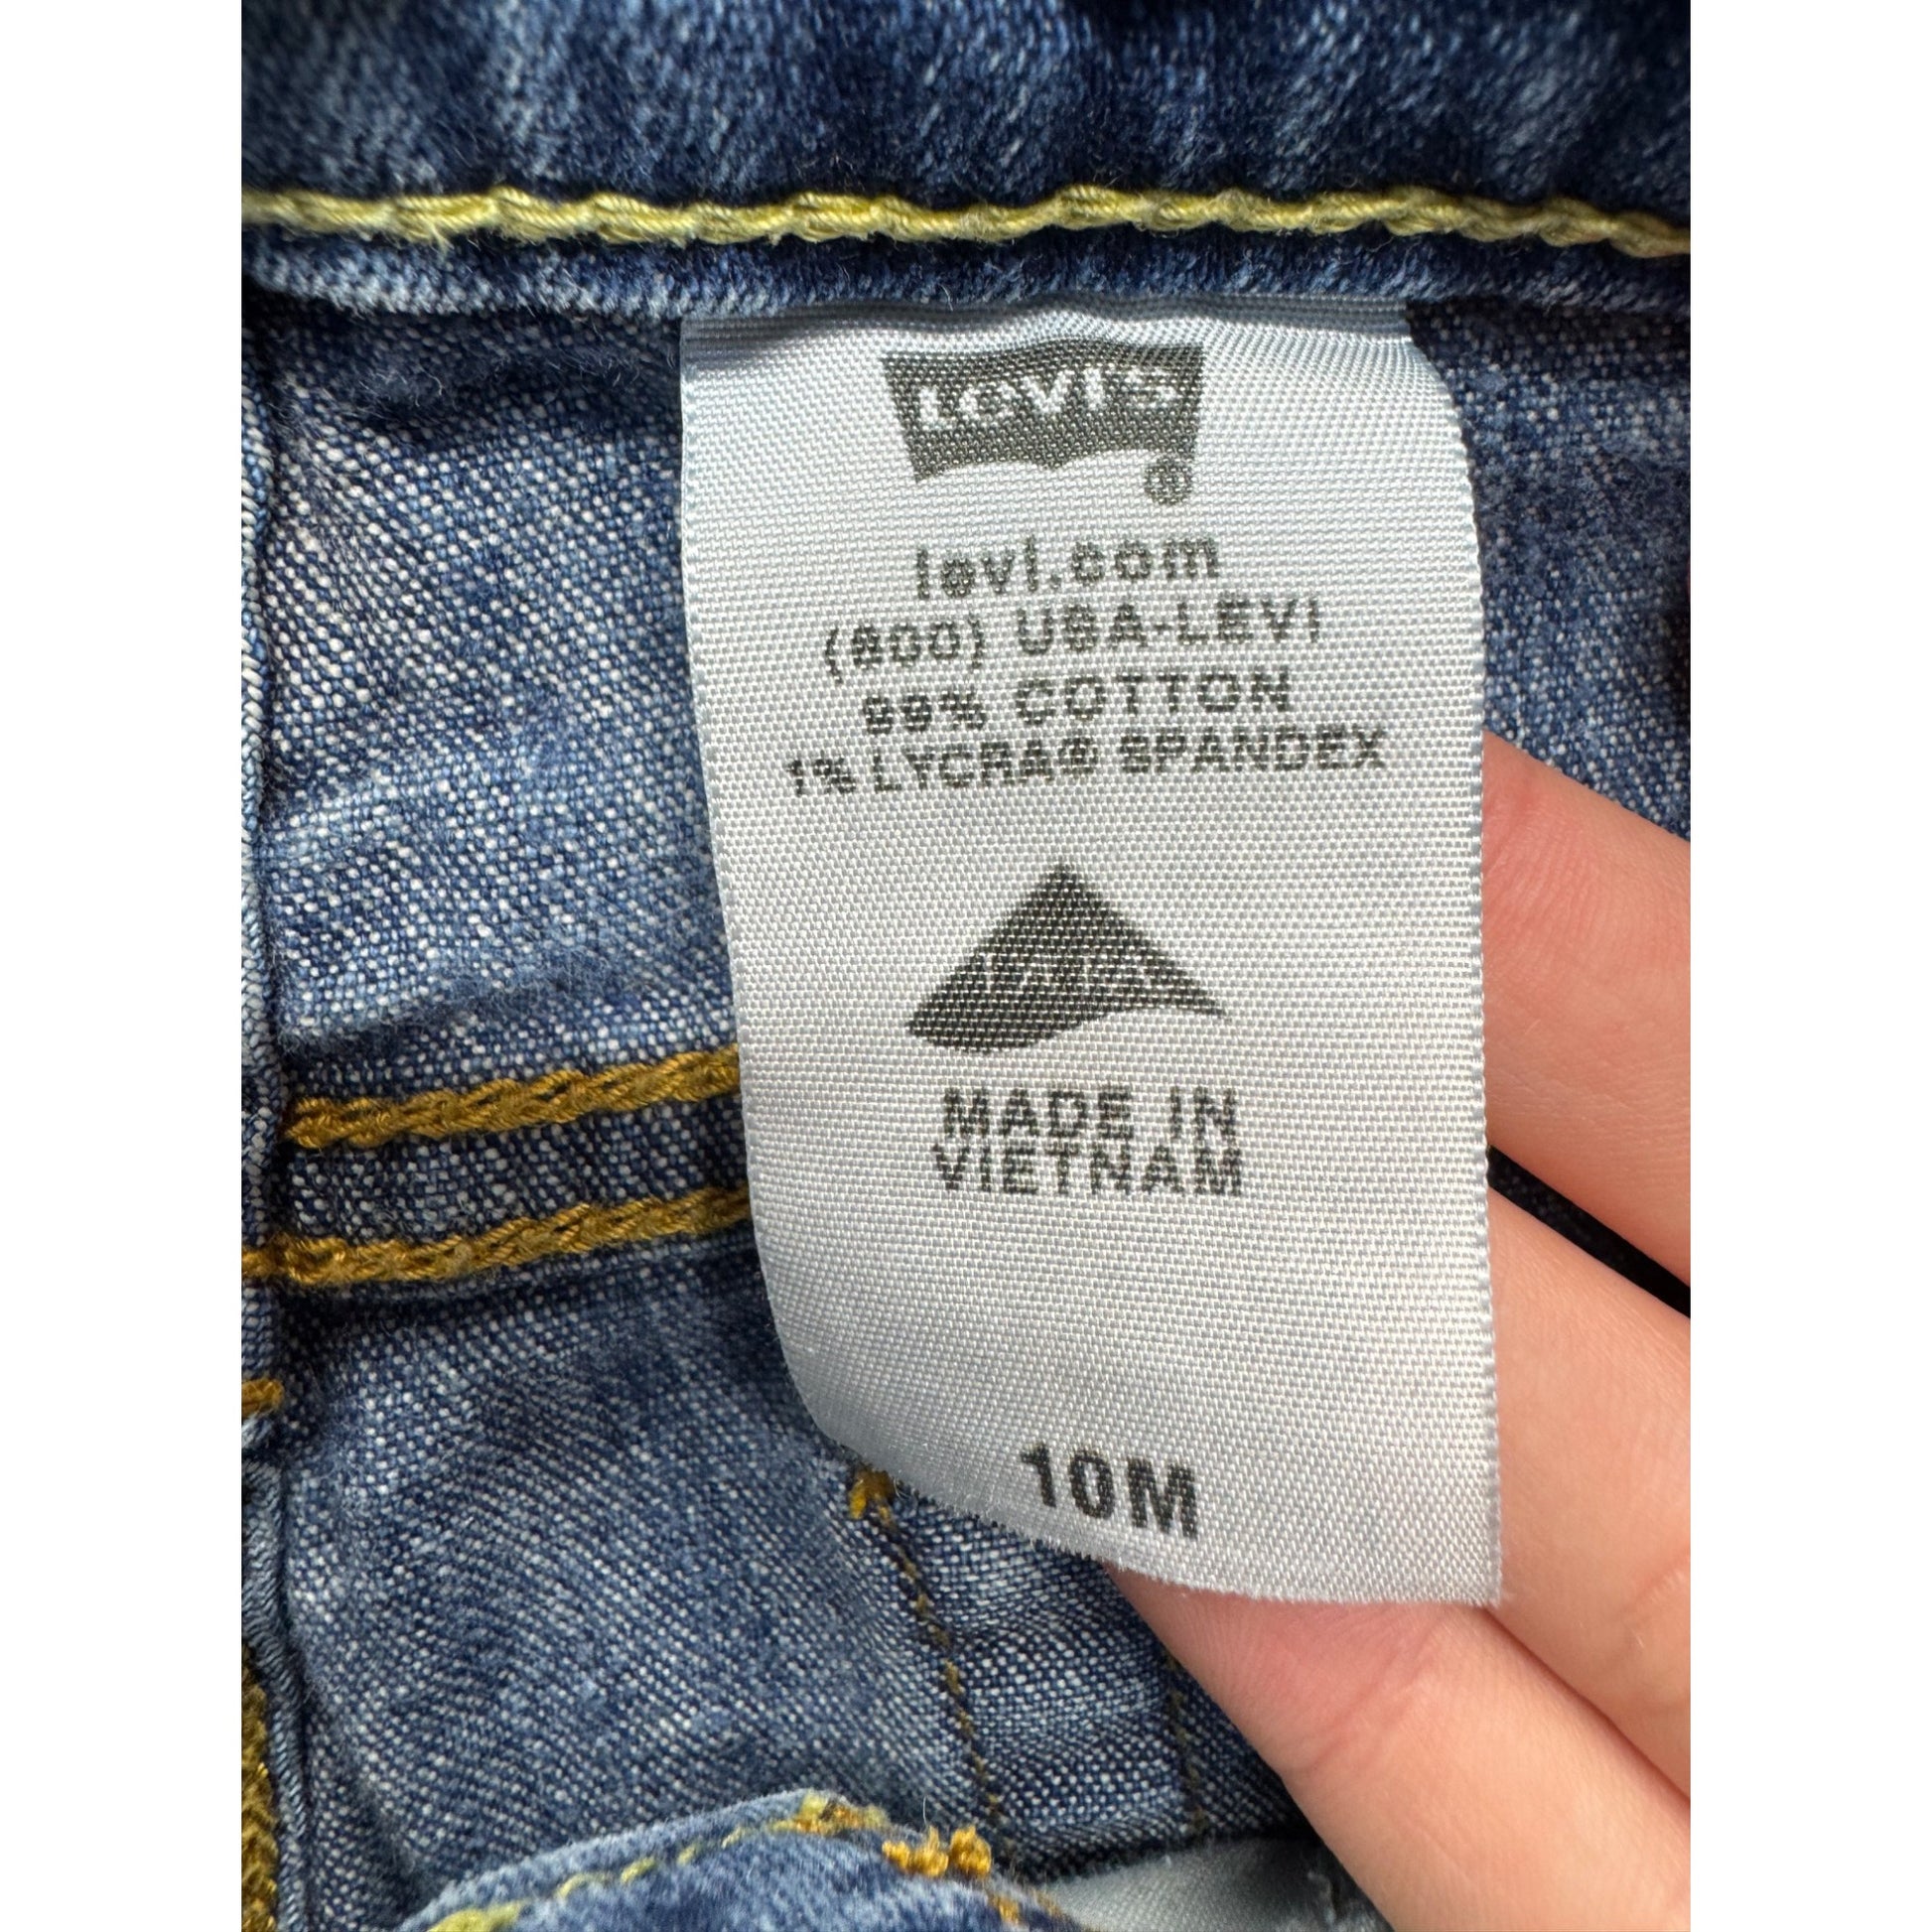 Levi's
®
levi.com
(800) USA-LEVI
99% COTTON
1% LYCRA® SPANDEX
MADE IN
VIETNAM
10M